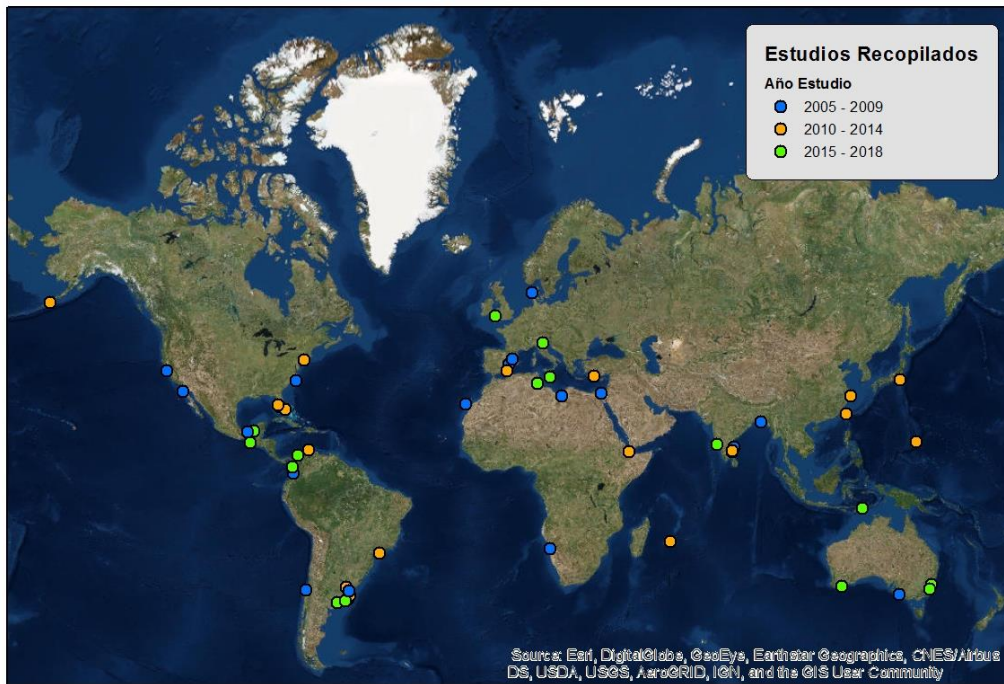 Estudios Recopilados
Año Estudio
2005 - 2009
2010 - 2014
2015 - 2018
Source: Esri, DigitalGlobe, GeoEye, Earthstar Geographics, CNES/Airbus
DS, USDA, USGS, AeroGRID, IGN, and the GIS User Community